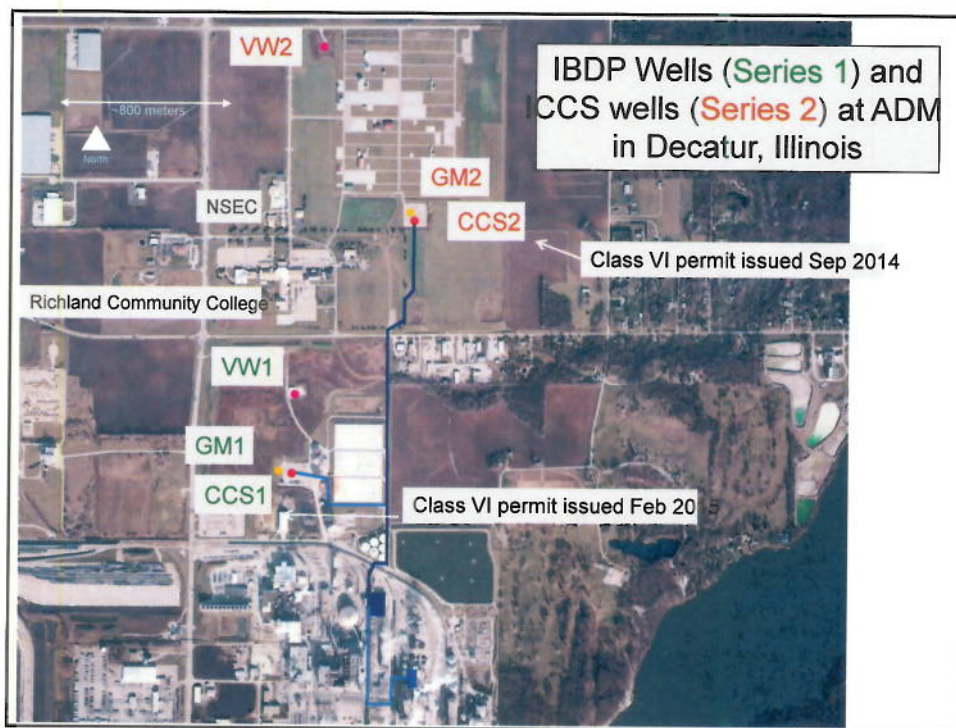 VW2
IBDP Wells (Series 1) and
ICCS wells (Series 2) at ADM
in Decatur, Illinois
~800 meters
North
GM2
NSEC
CCS2
Class VI permit issued Sep 2014
Richland Community College
VW1
GM1
CCS1
Class VI permit issued Feb 2015